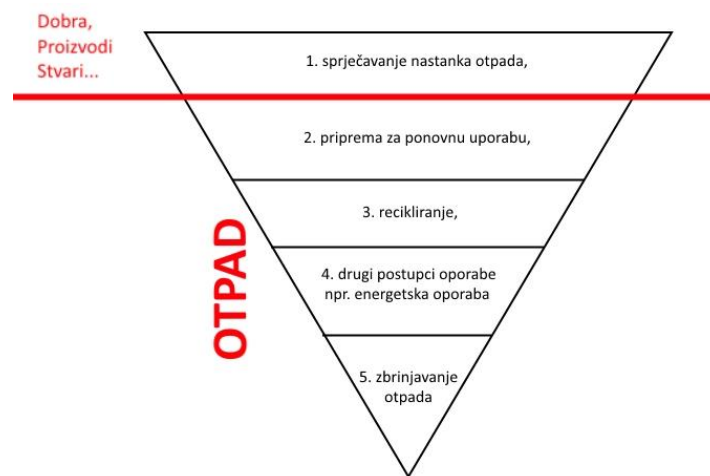 Dobra,
Proizvodi
Stvari...
1. sprječavanje nastanka otpada,
2. priprema za ponovnu uporabu,
3. recikliranje,
4. drugi postupci oporabe
npr. energetska oporaba
5. zbrinjavanje
otpada
OTPAD